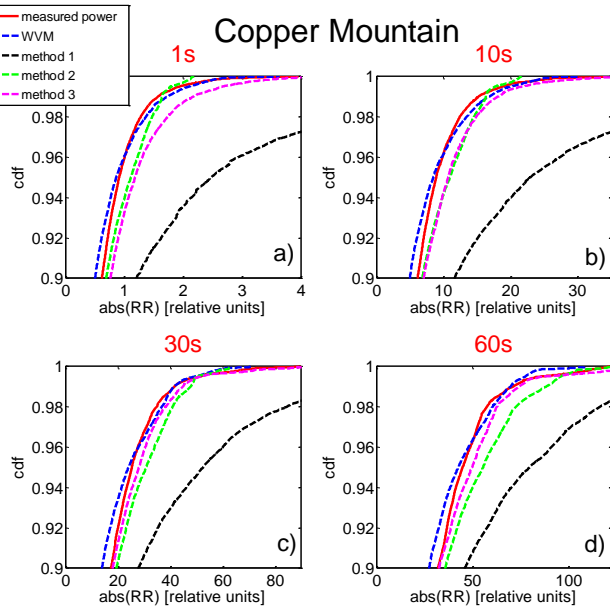 measured power
WVM
method 1
method 2
method 3
Copper Mountain
1s
1
0.98
0.96
0.94
0.92
0.9
cdf
0 1 2 3 4
abs(RR) [relative units]
a)
10s
1
0.98
0.96
0.94
0.92
0.9
cdf
0 10 20 30
abs(RR) [relative units]
b)
30s
1
0.98
0.96
0.94
0.92
0.9
cdf
0 20 40 60 80
abs(RR) [relative units]
c)
60s
1
0.98
0.96
0.94
0.92
0.9
cdf
0 50 100
abs(RR) [relative units]
d)